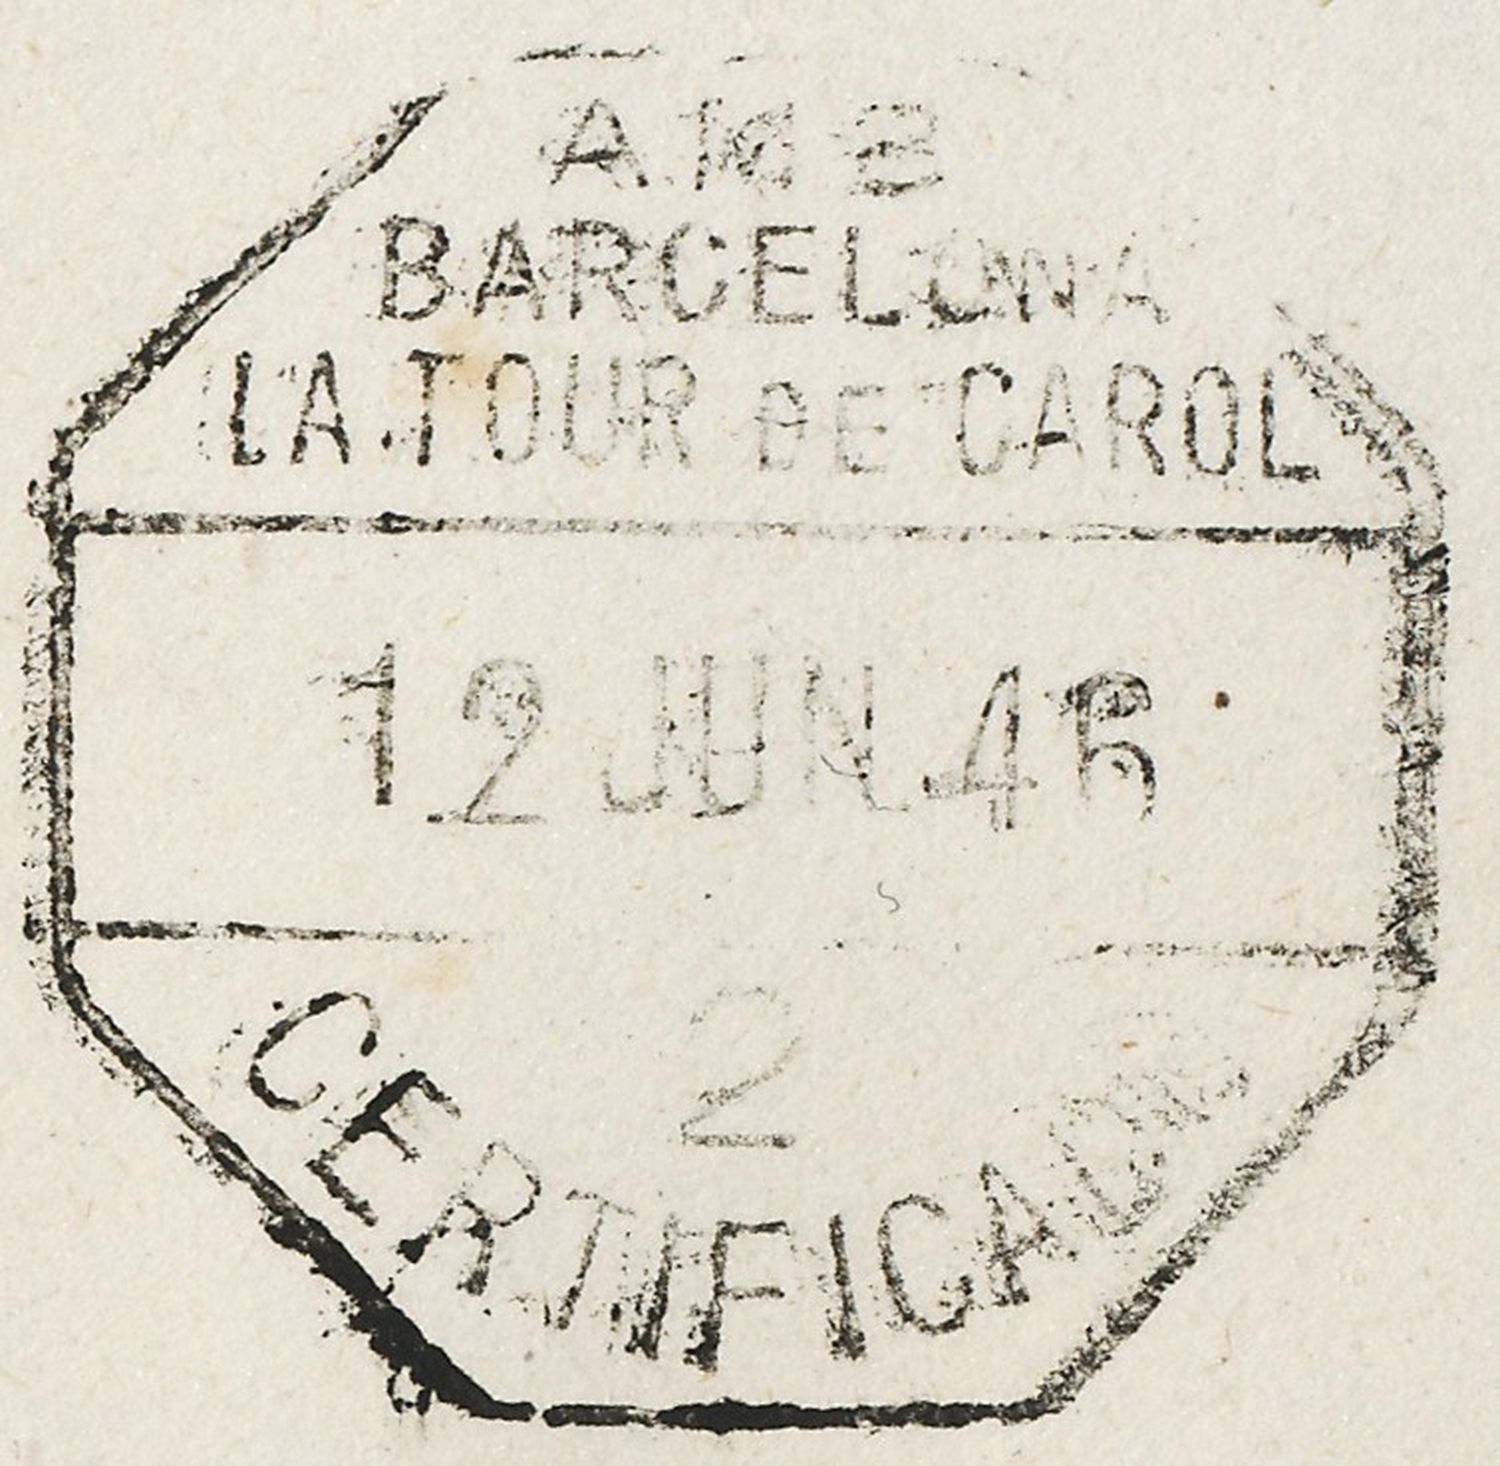 AMB
BARCELONA
LA TOUR DE CAROL
12 JUN 46
2
CERTIFICADO